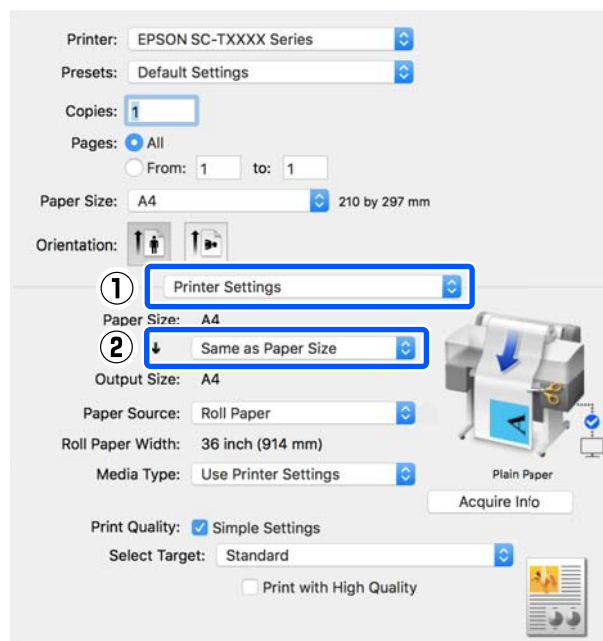 Printer: EPSON SC-TXXXX Series
Presets: Default Settings
Copies: 1
Pages: All
From: 1 to: 1
Paper Size: A4 210 by 297 mm
Orientation:
① Printer Settings
Paper Size: A4
② Same as Paper Size
Output Size: A4
Paper Source: Roll Paper
Roll Paper Width: 36 inch (914 mm)
Media Type: Use Printer Settings
A
Plain Paper
Acquire Info
Print Quality: Simple Settings
Select Target: Standard
Print with High Quality